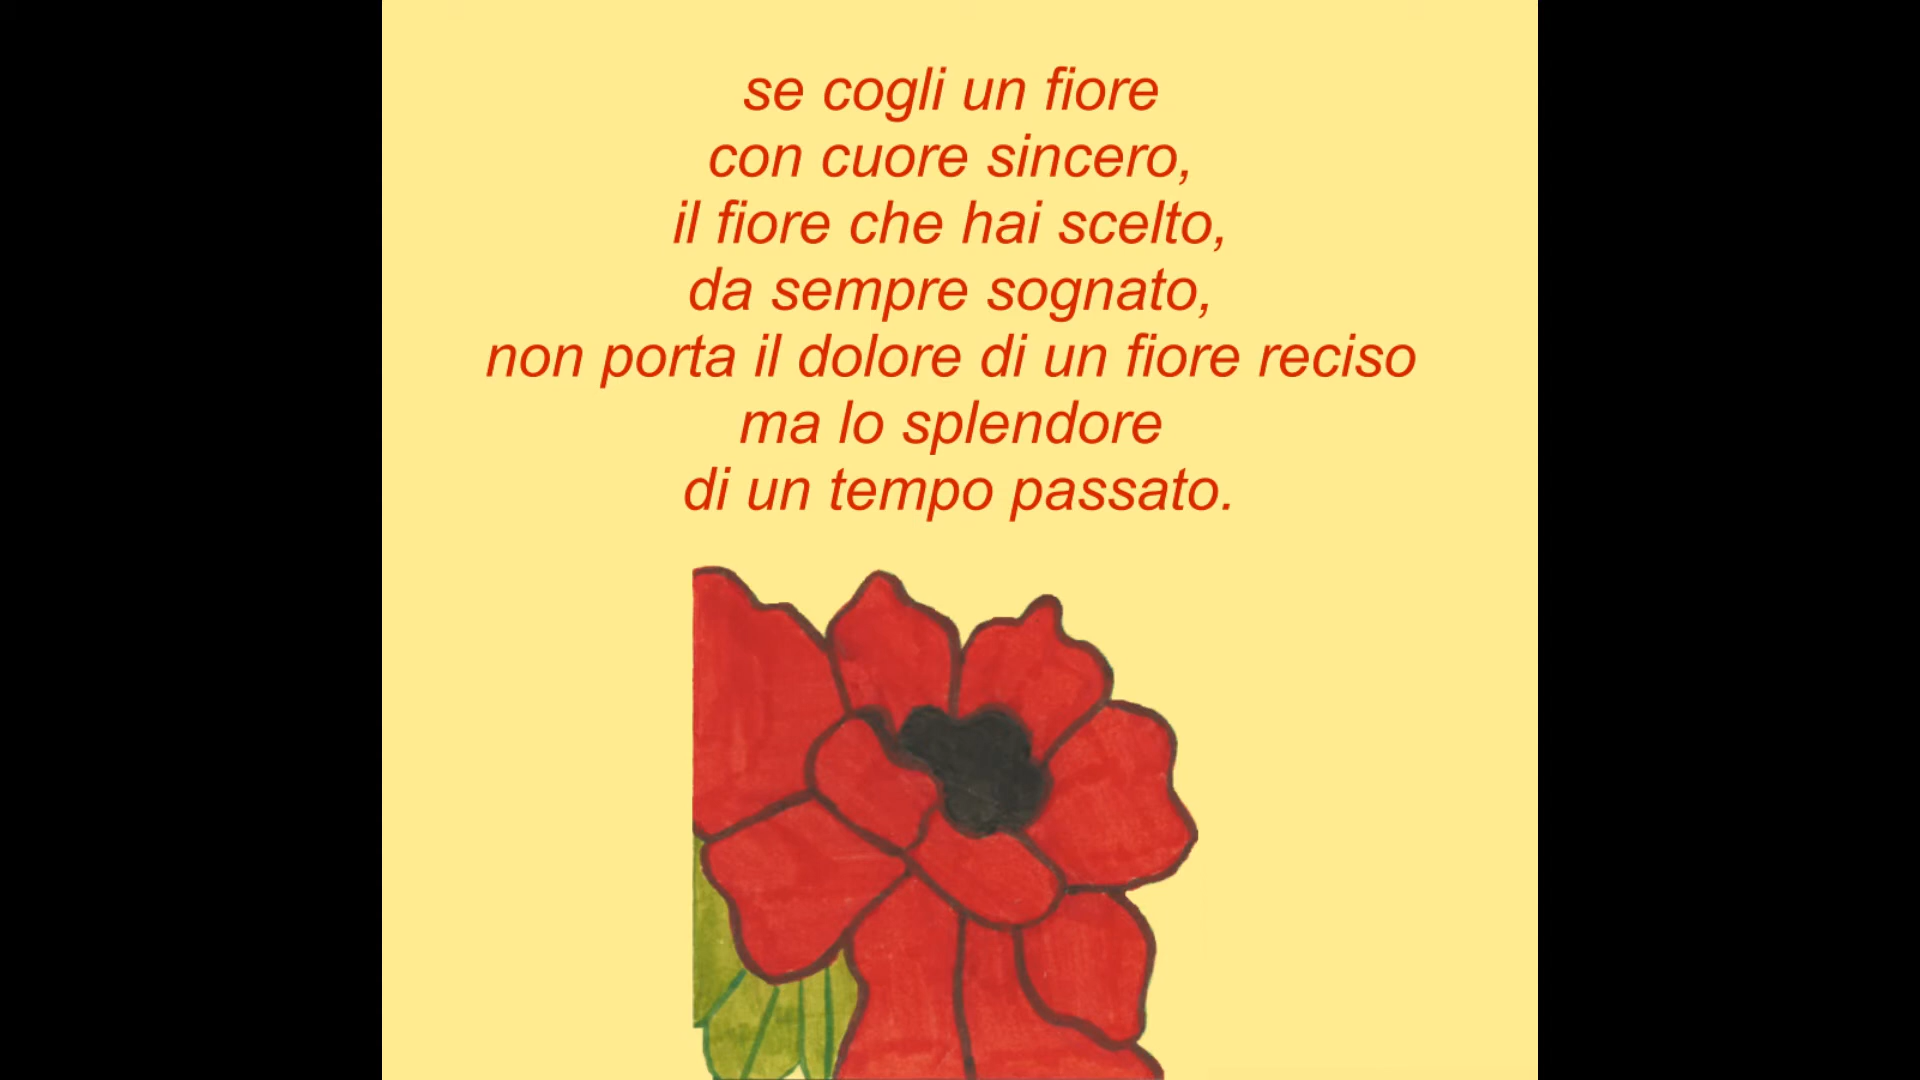 se cogli un fiore
con cuore sincero,
il fiore che hai scelto,
da sempre sognato,
non porta il dolore di un fiore reciso
ma lo splendore
di un tempo passato.